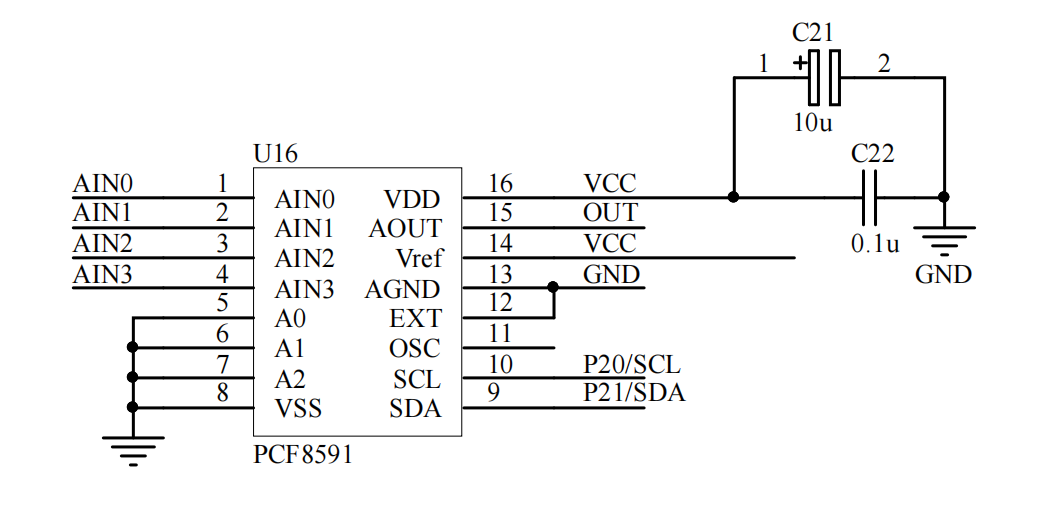 C21
1 + 2
10u
U16
C22
AIN0 1 AIN0 VDD 16 VCC
AIN1 2 AIN1 AOUT 15 OUT
AIN2 3 AIN2 Vref 14 VCC 0.1u
AIN3 4 AIN3 AGND 13 GND GND
5 A0 EXT 12
6 A1 OSC 11
7 A2 SCL 10 P20/SCL
8 VSS SDA 9 P21/SDA
PCF8591